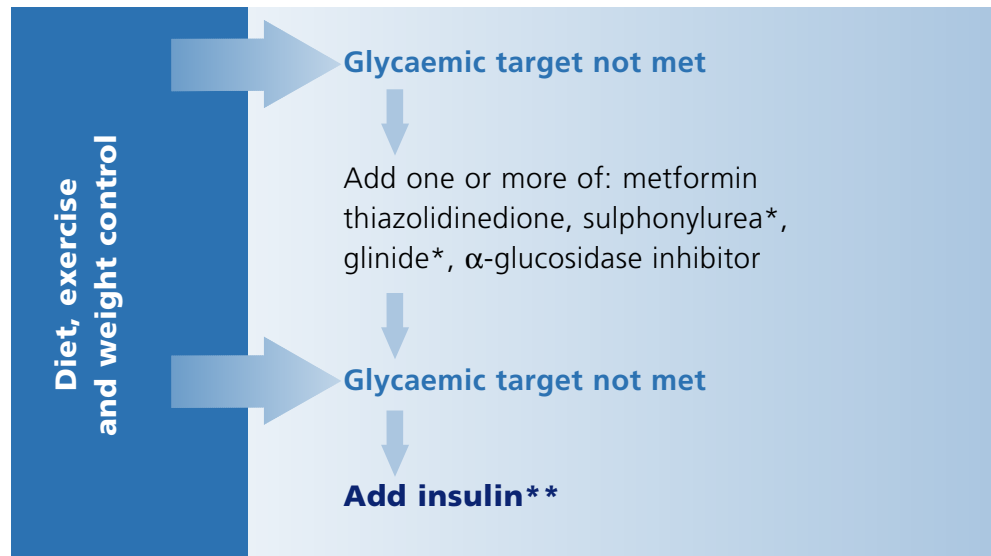 Diet, exercise
and weight control
Glycaemic target not met
Add one or more of: metformin
thiazolidinedione, sulphonylurea*,
glinide*, α-glucosidase inhibitor
Glycaemic target not met
Add insulin**